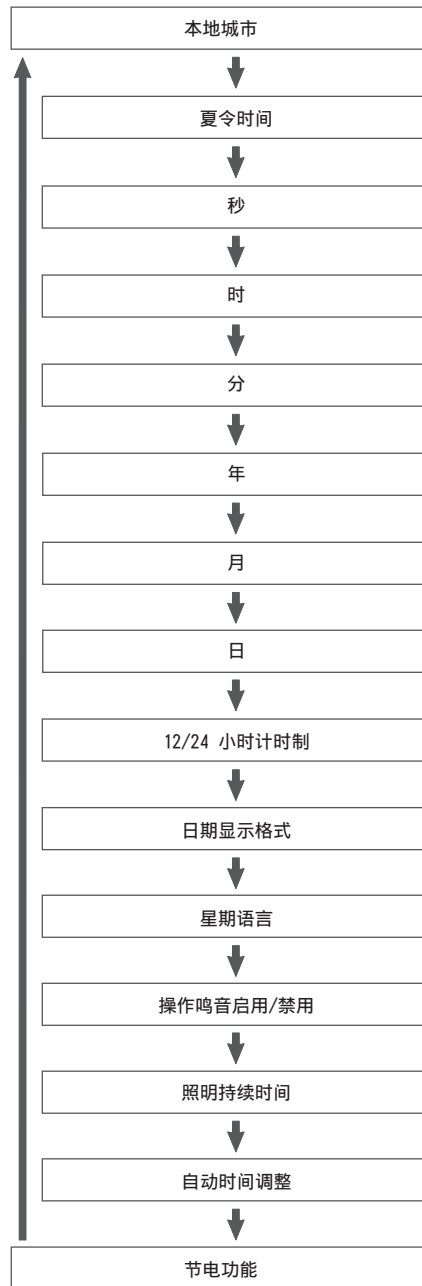 本地城市
夏令时间
秒
时
分
年
月
日
12/24 小时计时制
日期显示格式
星期语言
操作鸣音启用/禁用
照明持续时间
自动时间调整
节电功能